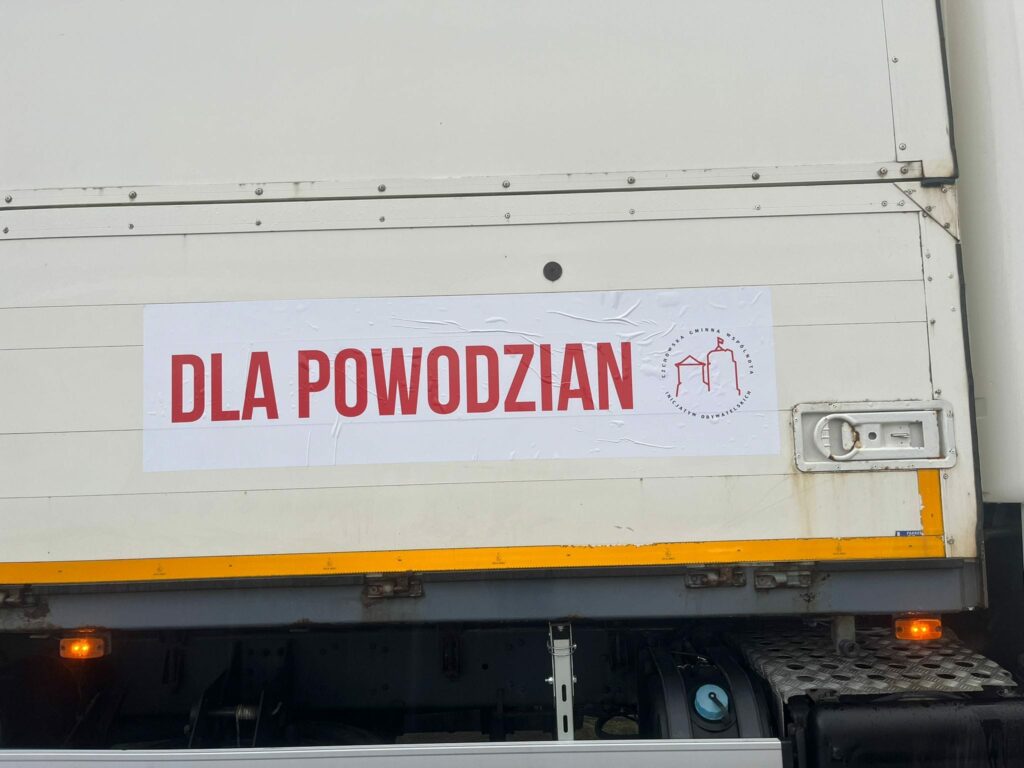 DLA POWODZIAN
CZCHOWSKA GMINNA WSPÓLNOTA
INICJATYW OBYWATELSKICH